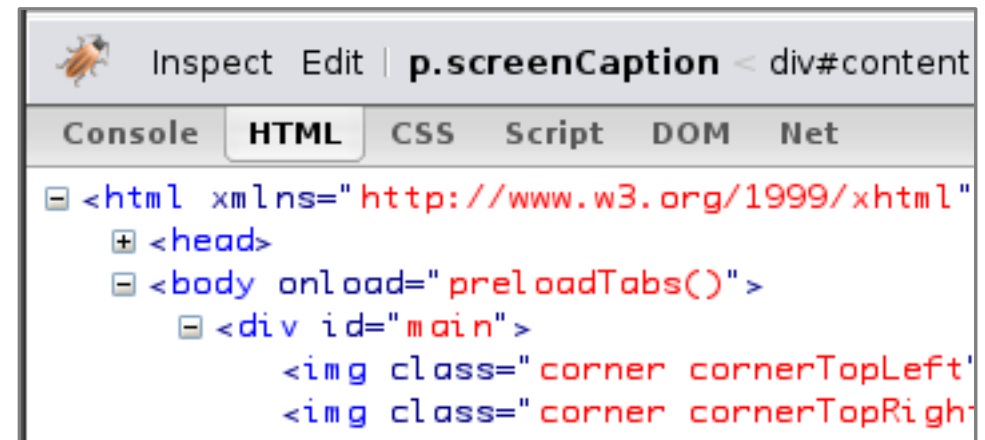 Inspect Edit | p.screenCaption < div#content
Console HTML CSS Script DOM Net
<html xmlns="http://www.w3.org/1999/xhtml"
<head>
<body onload="preloadTabs()">
<div id="main">
<img class="corner cornerTopLeft"
<img class="corner cornerTopRigh